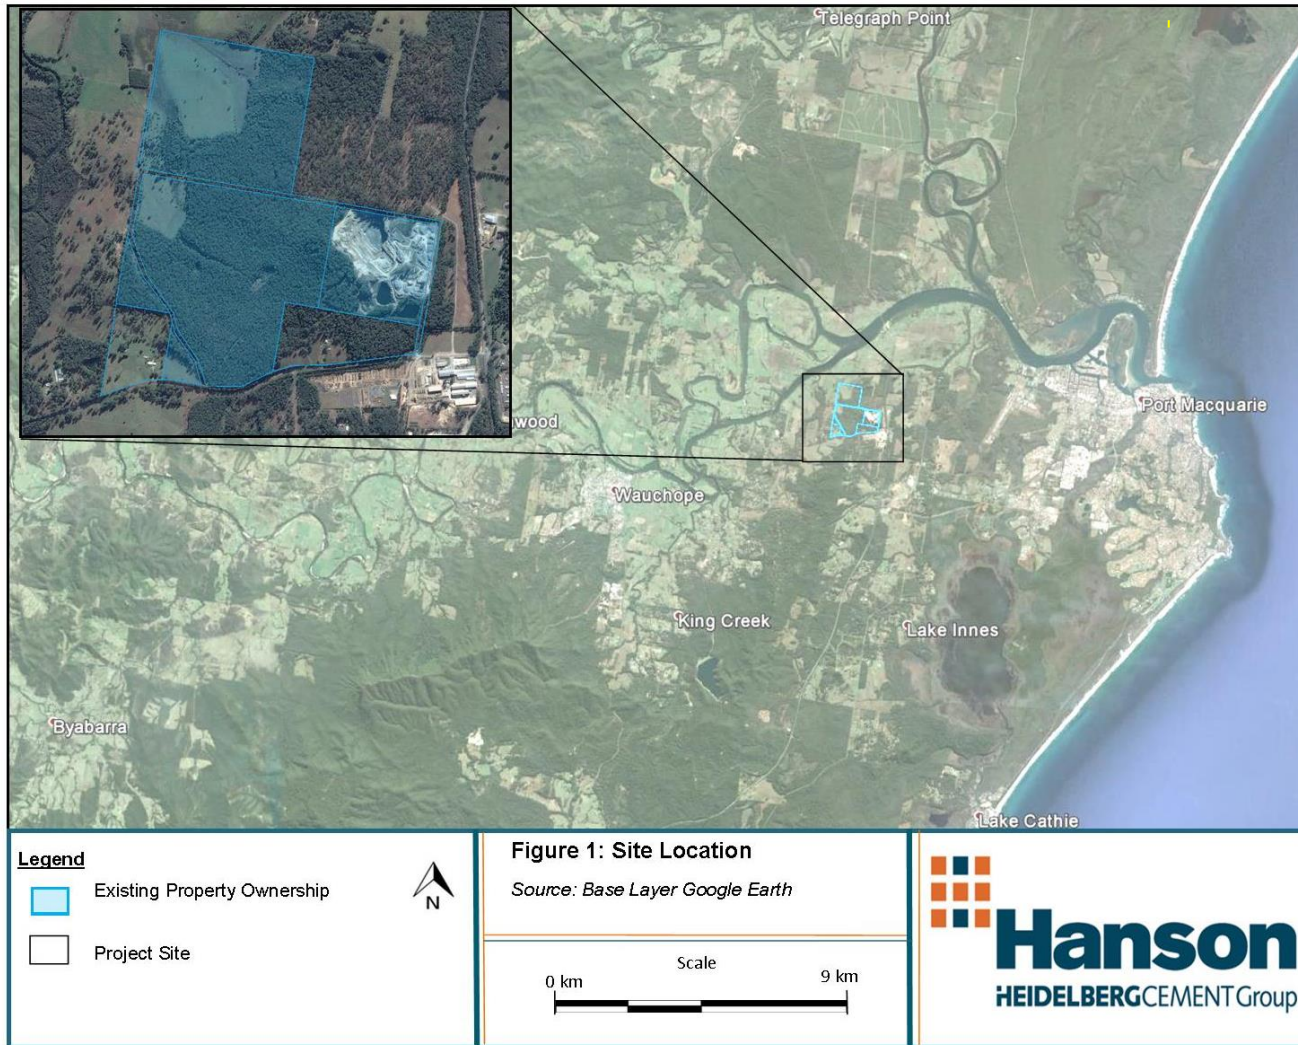 Telegraph Point
wood
Port Macquarie
Wauchope
King Creek
Lake Innes
Byabarra
Lake Cathie
Legend
Existing Property Ownership
N
Project Site
Figure 1: Site Location
Source: Base Layer Google Earth
Scale
0 km 9 km
Hanson
HEIDELBERGCEMENT Group